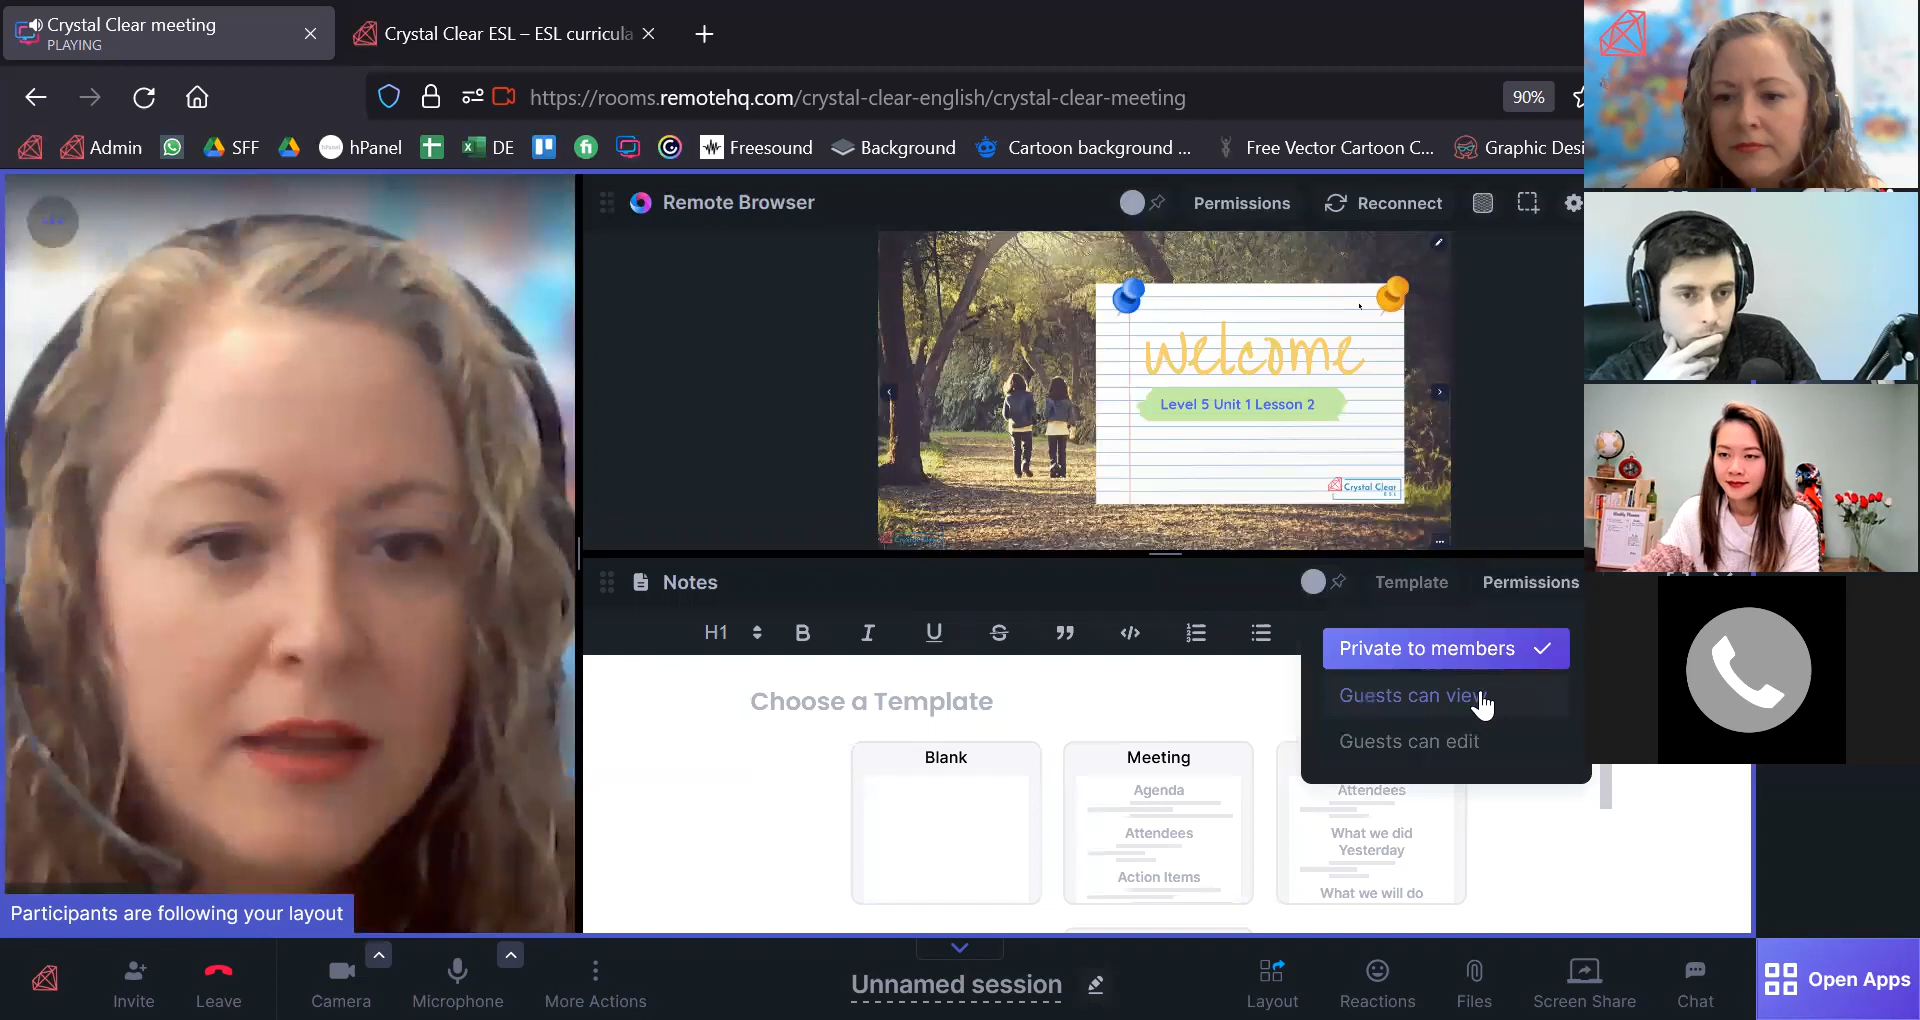 Crystal Clear meeting
PLAYING
Crystal Clear ESL – ESL curricula
https://rooms.remotehq.com/crystal-clear-english/crystal-clear-meeting
90%
Admin
SFF
hPanel
DE
Freesound
Background
Cartoon background ...
Free Vector Cartoon C...
Graphic Desi
Remote Browser
Permissions
Reconnect
welcome
Level 5 Unit 1 Lesson 2
Crystal Clear
ESL
Notes
Template
Permissions
H1
B
I
U
S
Private to members
Guests can view
Guests can edit
Choose a Template
Blank
Meeting
Agenda
Attendees
Action Items
Attendees
What we did
Yesterday
What we will do
Participants are following your layout
Invite
Leave
Camera
Microphone
More Actions
Unnamed session
Layout
Reactions
Files
Screen Share
Chat
Open Apps